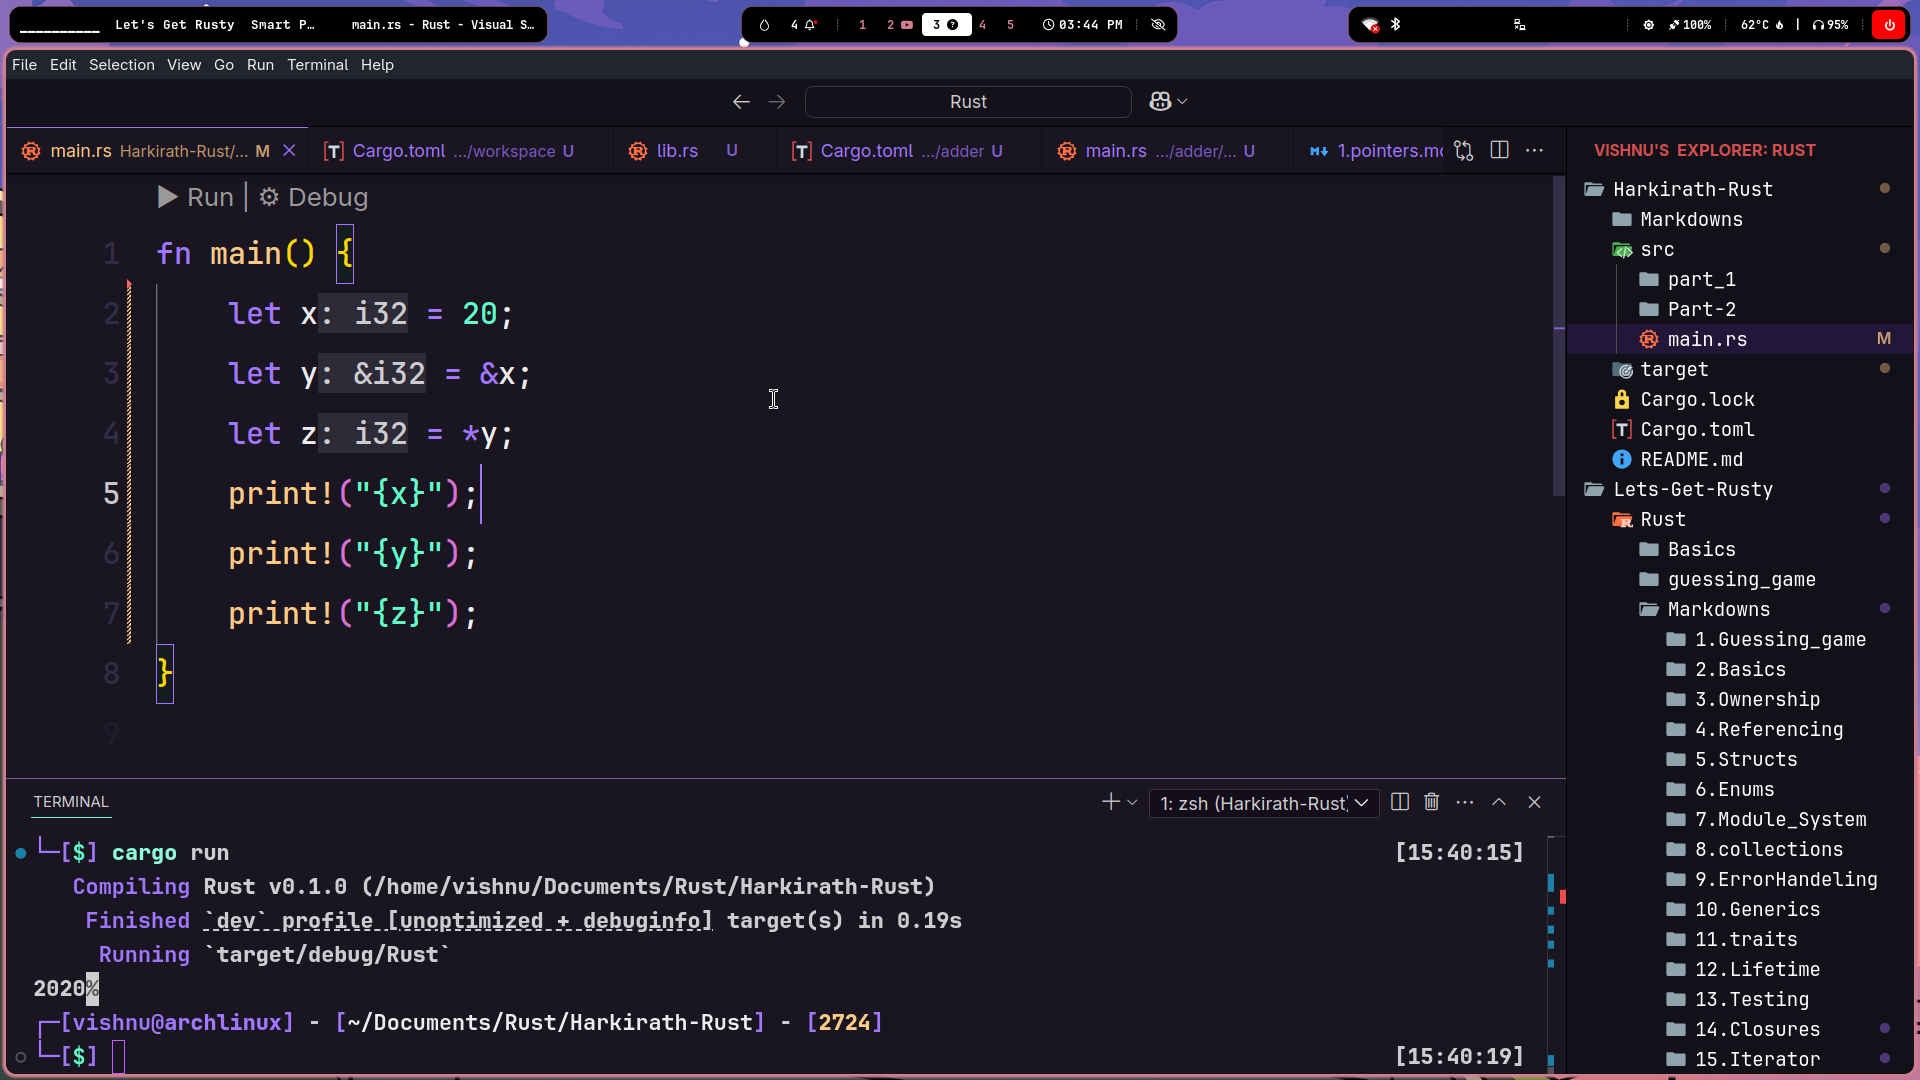 __________ Let's Get Rusty Smart P… main.rs - Rust - Visual S…
4 1 2 3 4 5 03:44 PM
100% 62°C | 95%
File Edit Selection View Go Run Terminal Help
Rust
main.rs Harkirath-Rust/... M
Cargo.toml .../workspace U
lib.rs U
Cargo.toml .../adder U
main.rs .../adder/... U
1.pointers.mc
Run | Debug
1 fn main() {
2 let x: i32 = 20;
3 let y: &i32 = &x;
4 let z: i32 = *y;
5 print!("{x}");
6 print!("{y}");
7 print!("{z}");
8 }
9
TERMINAL
1: zsh (Harkirath-Rust)
[$] cargo run [15:40:15]
Compiling Rust v0.1.0 (/home/vishnu/Documents/Rust/Harkirath-Rust)
Finished `dev` profile [unoptimized + debuginfo] target(s) in 0.19s
Running `target/debug/Rust`
2020%
[vishnu@archlinux] - [~/Documents/Rust/Harkirath-Rust] - [2724]
[$] [15:40:19]
VISHNU'S EXPLORER: RUST
Harkirath-Rust
Markdowns
src
part_1
Part-2
main.rs M
target
Cargo.lock
Cargo.toml
README.md
Lets-Get-Rusty
Rust
Basics
guessing_game
Markdowns
1.Guessing_game
2.Basics
3.Ownership
4.Referencing
5.Structs
6.Enums
7.Module_System
8.collections
9.ErrorHandeling
10.Generics
11.traits
12.Lifetime
13.Testing
14.Closures
15.Iterator